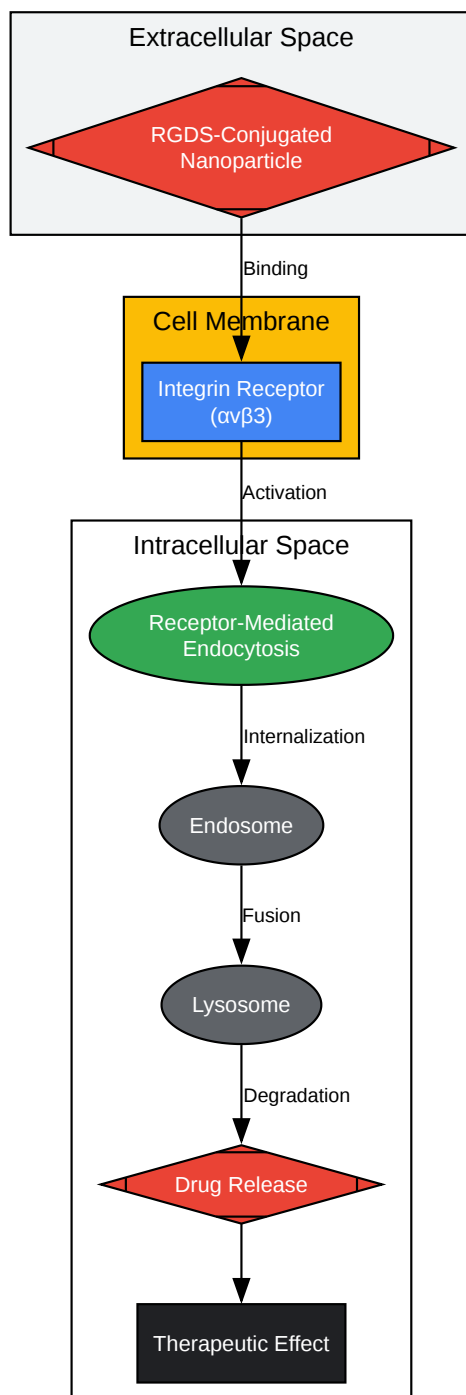 Extracellular Space
RGDS-Conjugated
Nanoparticle
Binding
Cell Membrane
Integrin Receptor
(αvβ3)
Activation
Intracellular Space
Receptor-Mediated
Endocytosis
Internalization
Endosome
Fusion
Lysosome
Degradation
Drug Release
Therapeutic Effect